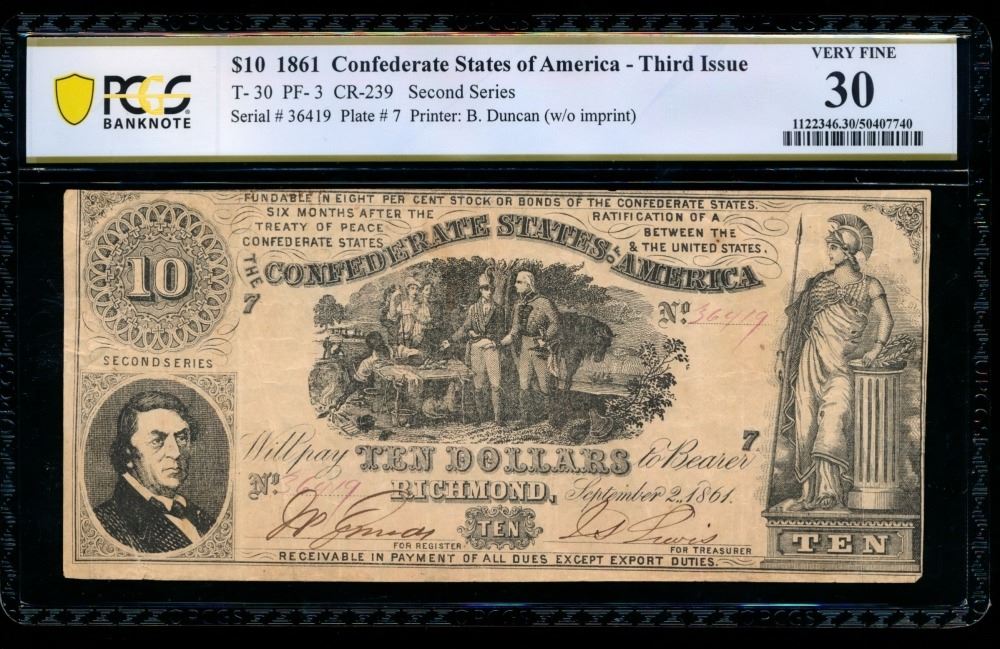 PCGS
BANKNOTE
$10 1861 Confederate States of America - Third Issue
T- 30 PF- 3 CR-239 Second Series
Serial # 36419 Plate # 7 Printer: B. Duncan (w/o imprint)
VERY FINE
30
1122346.30/50407740
FUNDABLE IN EIGHT PER CENT STOCK OR BONDS OF THE CONFEDERATE STATES.
SIX MONTHS AFTER THE RATIFICATION OF A
TREATY OF PEACE BETWEEN THE
CONFEDERATE STATES & THE UNITED STATES.
THE CONFEDERATE STATES OF AMERICA
10
7
Nº 36419
SECOND SERIES
Will pay TEN DOLLARS to Bearer
7
Nº 36419
RICHMOND, September 2, 1861.
TEN
FOR REGISTER
FOR TREASURER
TEN
RECEIVABLE IN PAYMENT OF ALL DUES EXCEPT EXPORT DUTIES.